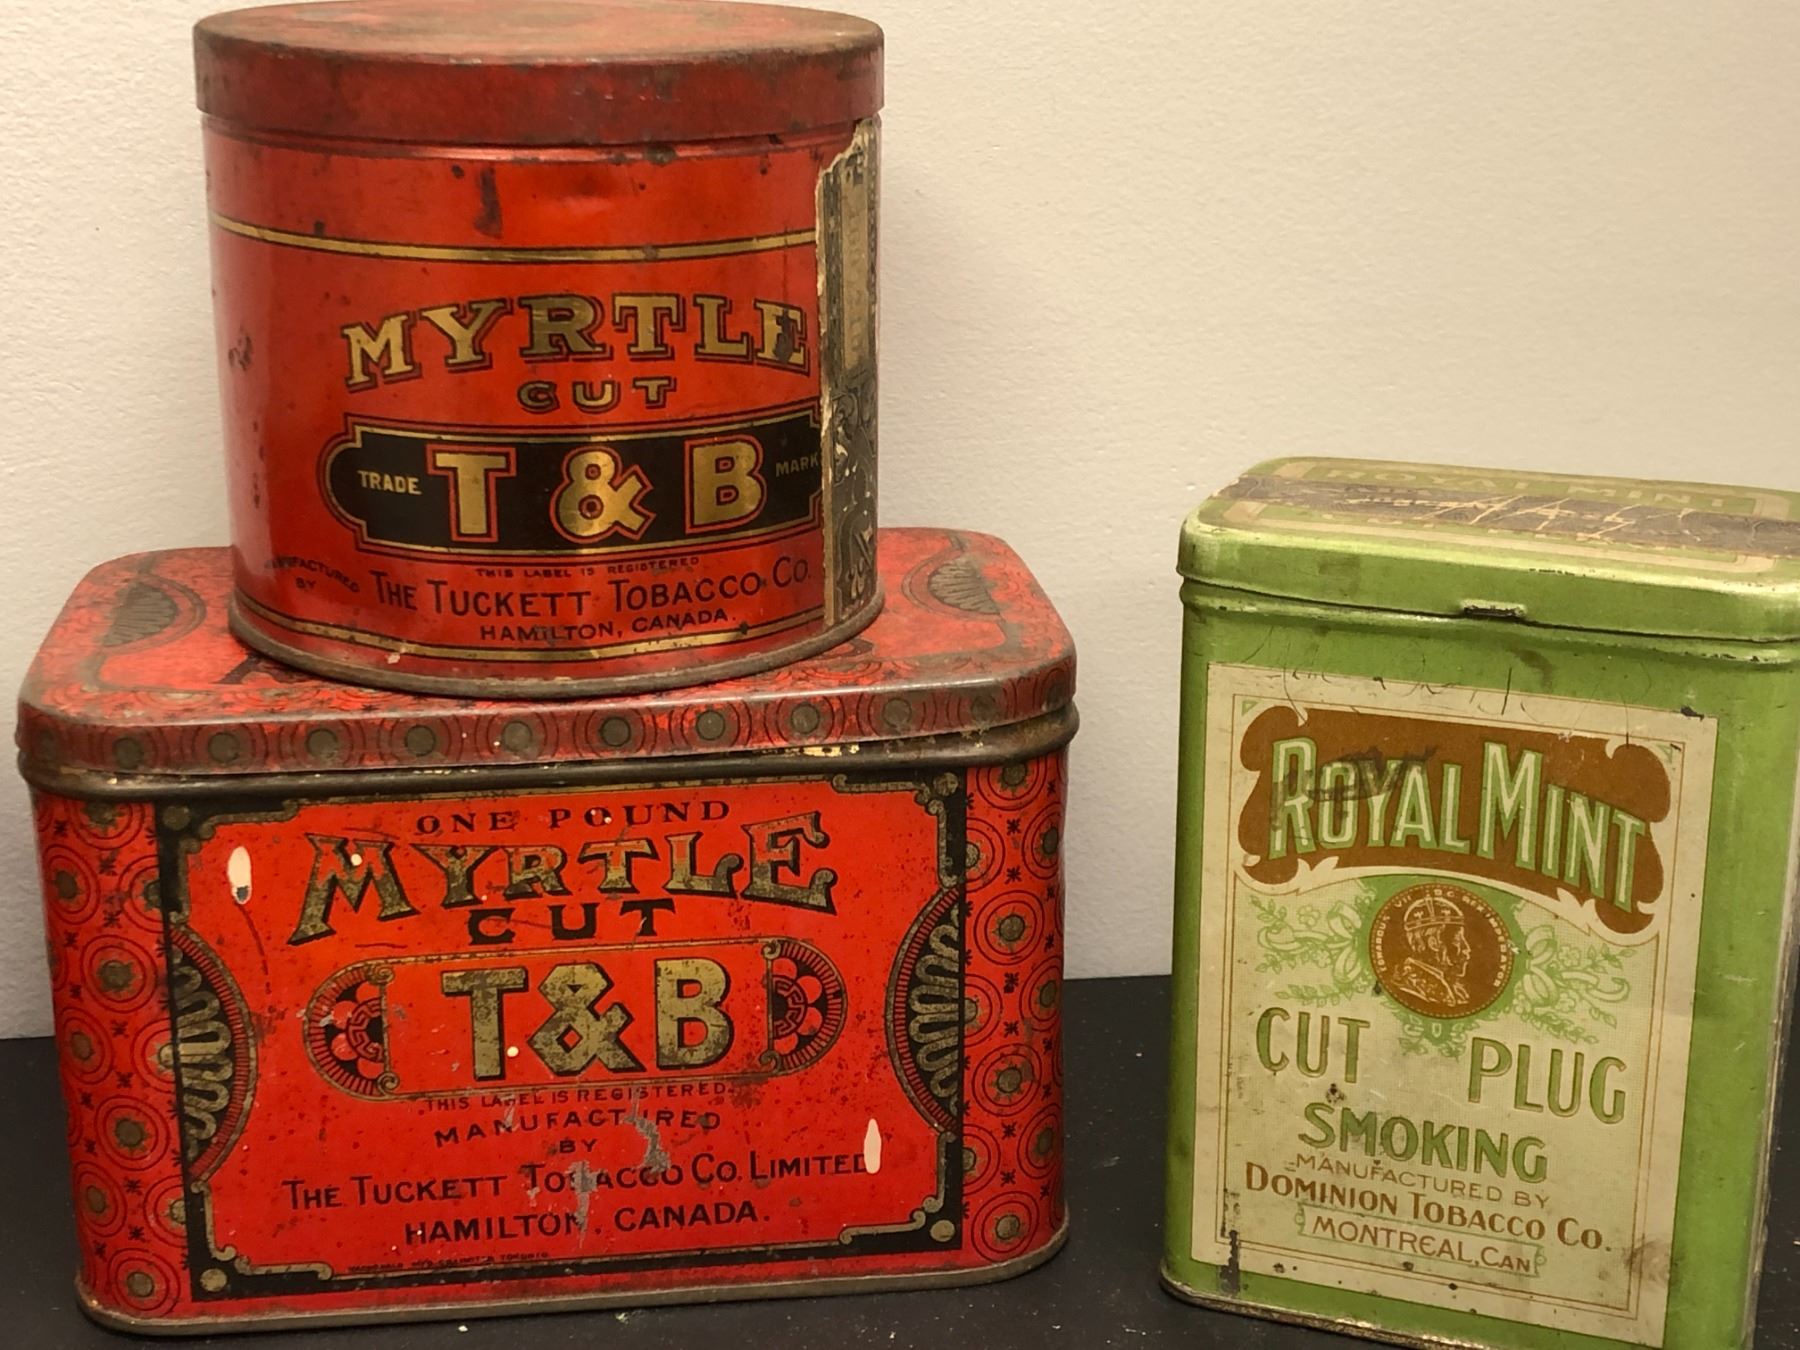 MYRTLE
CUT
TRADE T & B MARK
THIS LABEL IS REGISTERED
MANUFACTURED
BY
THE TUCKETT TOBACCO CO.
HAMILTON, CANADA.
ONE POUND
MYRTLE
CUT
T&B
THIS LABEL IS REGISTERED
MANUFACTURED
BY
THE TUCKETT TOBACCO CO. LIMITED
HAMILTON, CANADA.
ROYAL MINT
ROYAL MINT
CUT PLUG
SMOKING
MANUFACTURED BY
DOMINION TOBACCO CO.
MONTREAL, CAN